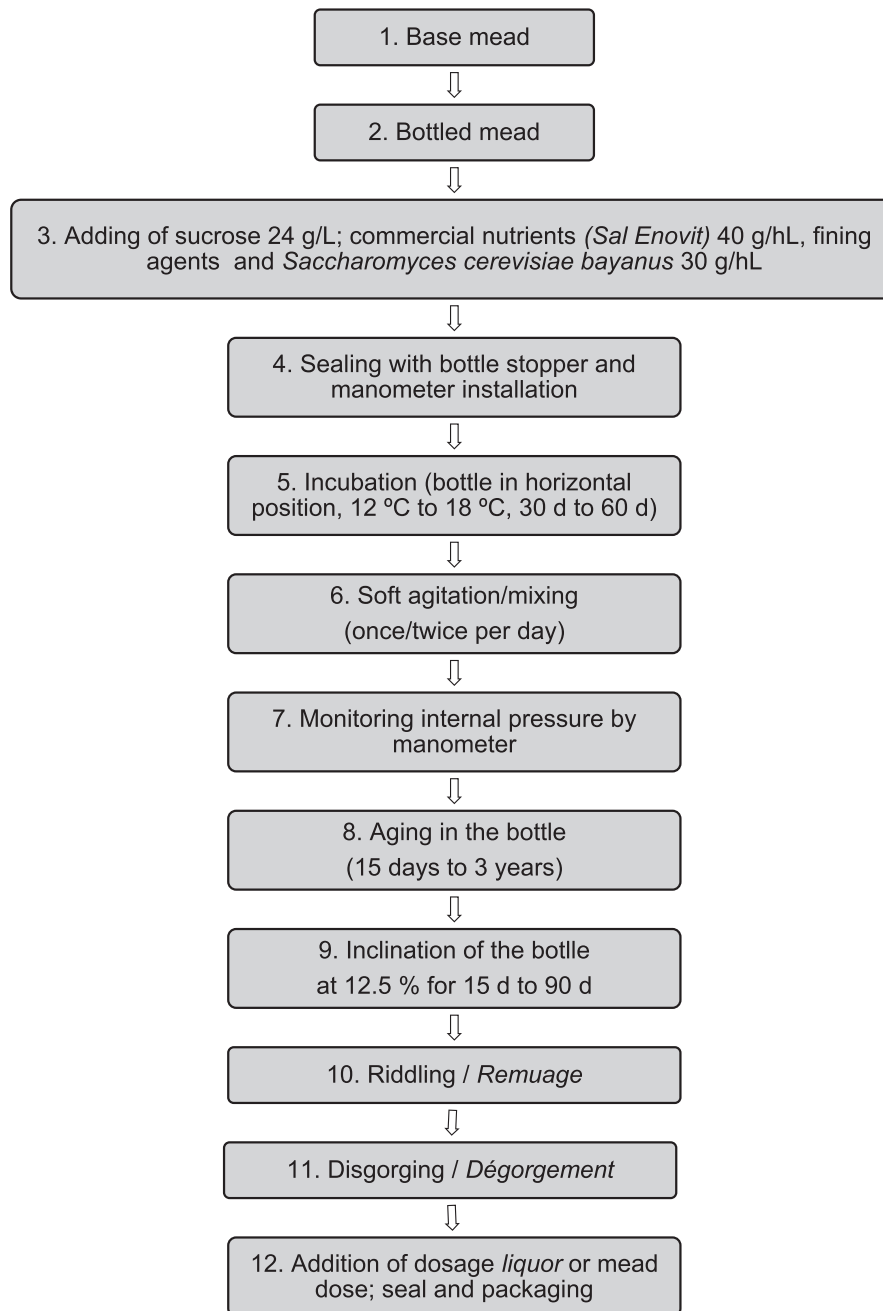 1. Base mead
2. Bottled mead
3. Adding of sucrose 24 g/L; commercial nutrients (Sal Enovit) 40 g/hL, fining
agents and Saccharomyces cerevisiae bayanus 30 g/hL
4. Sealing with bottle stopper and
manometer installation
5. Incubation (bottle in horizontal
position, 12 ºC to 18 ºC, 30 d to 60 d)
6. Soft agitation/mixing
(once/twice per day)
7. Monitoring internal pressure by
manometer
8. Aging in the bottle
(15 days to 3 years)
9. Inclination of the botlle
at 12.5 % for 15 d to 90 d
10. Riddling / Remuage
11. Disgorging / Dégorgement
12. Addition of dosage liquor or mead
dose; seal and packaging